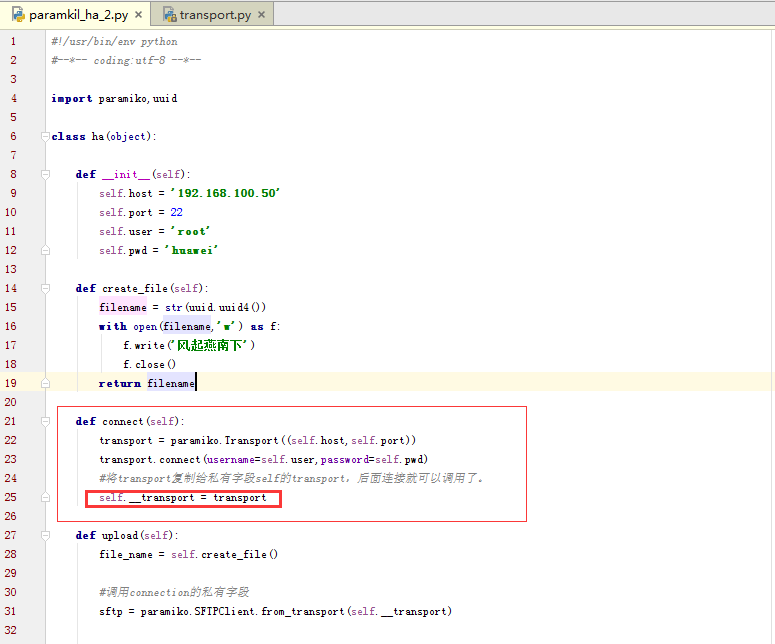 paramkil_ha_2.py × transport.py ×
1 #!/usr/bin/env python
2 #--*-- coding:utf-8 --*--
3
4 import paramiko,uuid
5
6 class ha(object):
7
8 def __init__(self):
9 self.host = '192.168.100.50'
10 self.port = 22
11 self.user = 'root'
12 self.pwd = 'huawei'
13
14 def create_file(self):
15 filename = str(uuid.uuid4())
16 with open(filename,'w') as f:
17 f.write('风起燕南下')
18 f.close()
19 return filename
20
21 def connect(self):
22 transport = paramiko.Transport((self.host,self.port))
23 transport.connect(username=self.user,password=self.pwd)
24 #将transport复制给私有字段self的transport，后面连接就可以调用了。
25 self.__transport = transport
26
27 def upload(self):
28 file_name = self.create_file()
29
30 #调用connection的私有字段
31 sftp = paramiko.SFTPClient.from_transport(self.__transport)
32